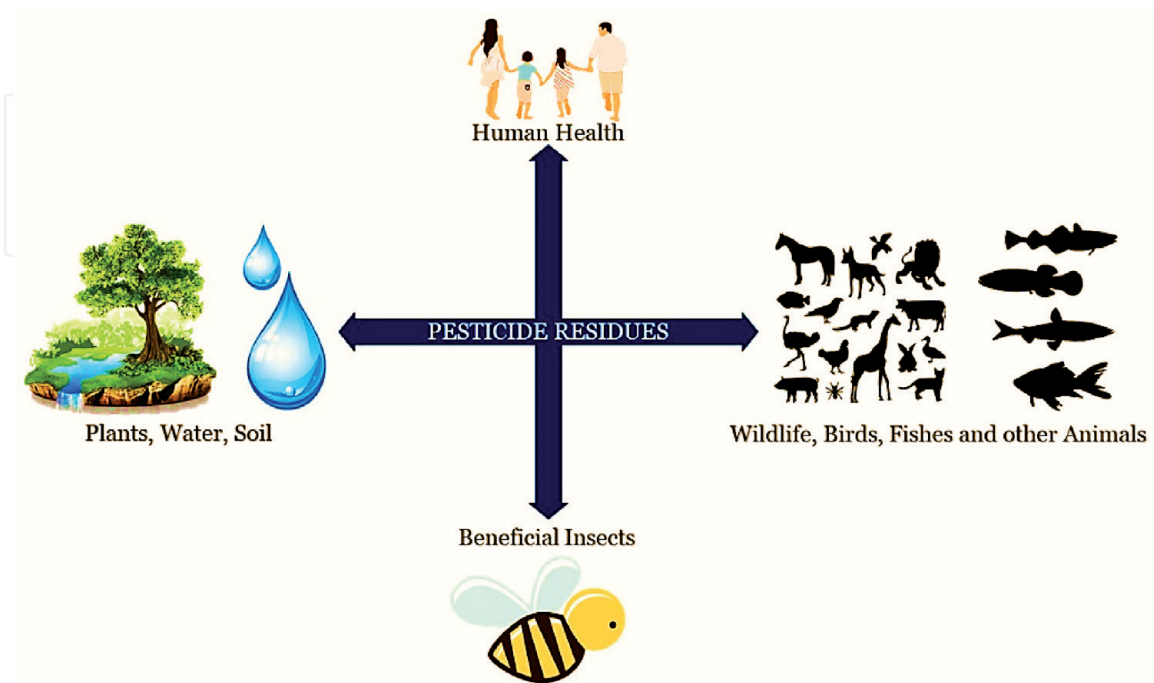 Human Health
PESTICIDE RESIDUES
Plants, Water, Soil
Wildlife, Birds, Fishes and other Animals
Beneficial Insects